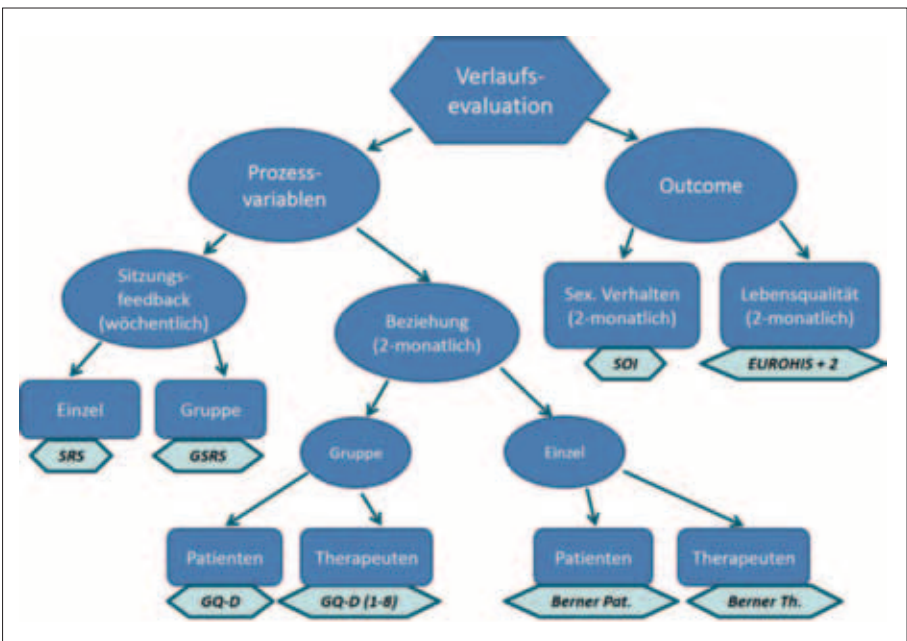 Verlaufs-
evaluation
Prozess-
variablen
Outcome
Sitzungs-
feedback
(wöchentlich)
Beziehung
(2-monatlich)
Sex. Verhalten
(2-monatlich)
SOI
Lebensqualität
(2-monatlich)
EUROHIS + 2
Einzel
SRS
Gruppe
GSRS
Gruppe
Einzel
Patienten
GQ-D
Therapeuten
GQ-D (1-8)
Patienten
Berner Pat.
Therapeuten
Berner Th.